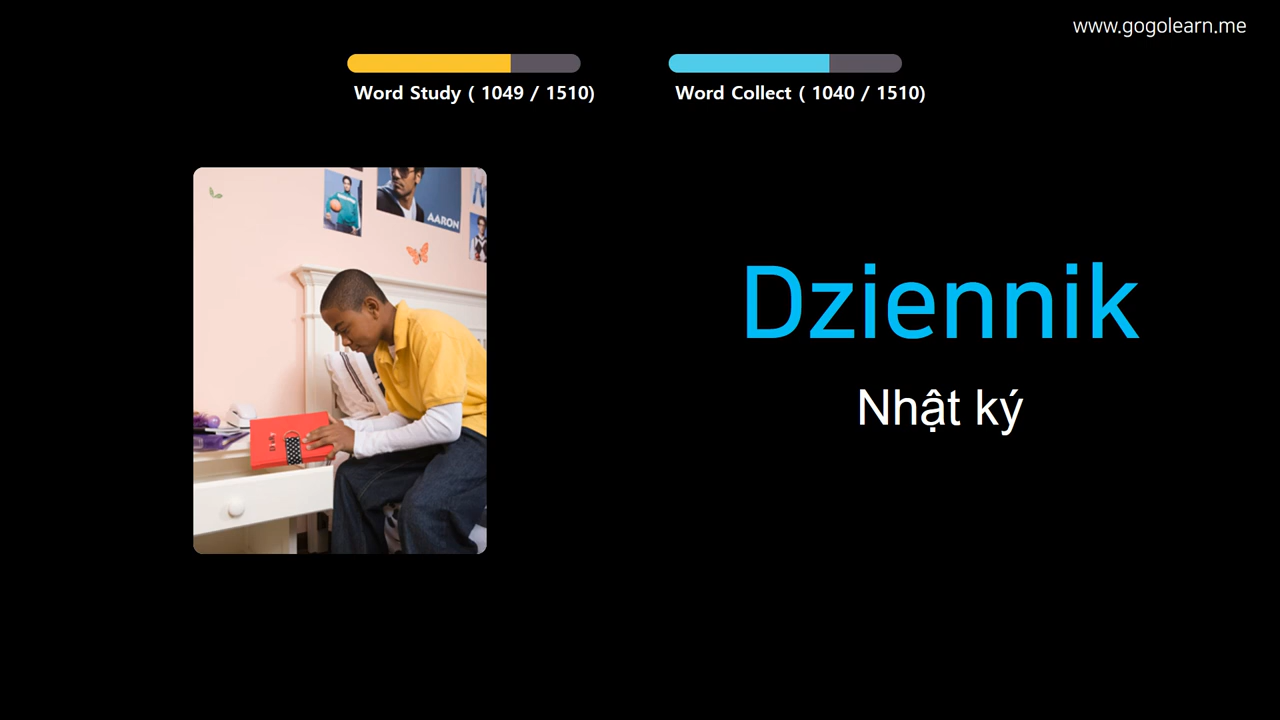 www.gogolearn.me
Word Study ( 1049 / 1510)
Word Collect ( 1040 / 1510)
AARON
Dziennik
Nhật ký